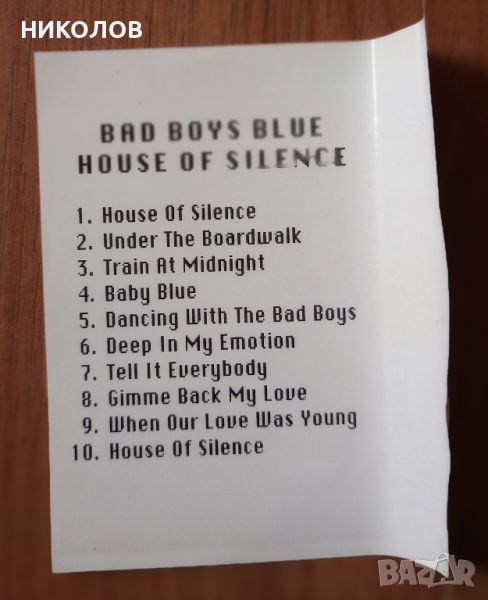 НИКОЛОВ
BAD BOYS BLUE
HOUSE OF SILENCE
1. House Of Silence
2. Under The Boardwalk
3. Train At Midnight
4. Baby Blue
5. Dancing With The Bad Boys
6. Deep In My Emotion
7. Tell It Everybody
8. Gimme Back My Love
9. When Our Love Was Young
10. House Of Silence
BAZAR